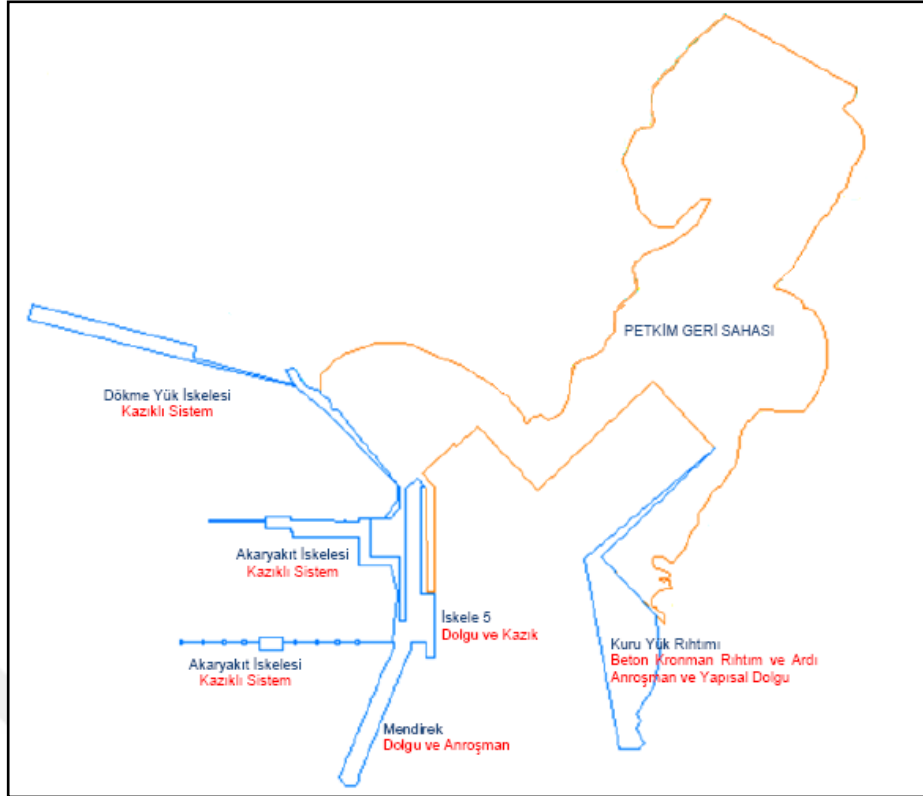 PETKİM GERİ SAHASI
Dökme Yük İskelesi
Kazıklı Sistem
Akaryakıt İskelesi
Kazıklı Sistem
İskele 5
Dolgu ve Kazık
Kuru Yük Rıhtımı
Beton Kronman Rıhtım ve Ardı
Anroşman ve Yapısal Dolgu
Akaryakıt İskelesi
Kazıklı Sistem
Mendirek
Dolgu ve Anroşman